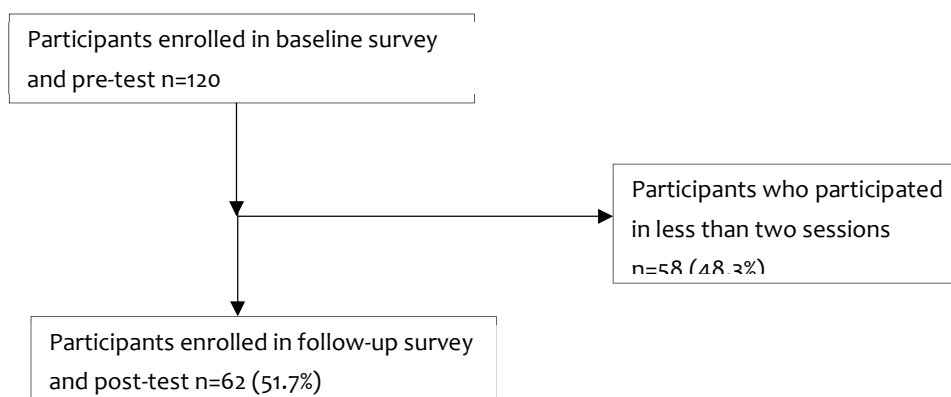 Participants enrolled in baseline survey
and pre-test n=120
Participants who participated
in less than two sessions
n=58 (48.3%)
Participants enrolled in follow-up survey
and post-test n=62 (51.7%)